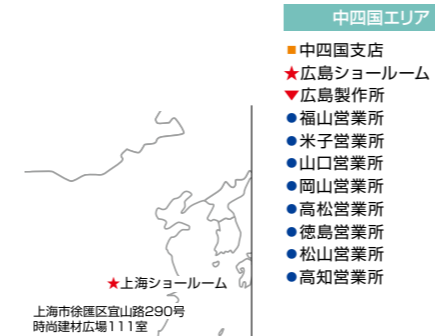 中四国エリア
■中四国支店
★広島ショールーム
▼広島製作所
●福山営業所
●米子営業所
●山口営業所
●岡山営業所
●高松営業所
●徳島営業所
●松山営業所
●高知営業所
★上海ショールーム
上海市徐匯区宜山路290号
時尚建材広場111室